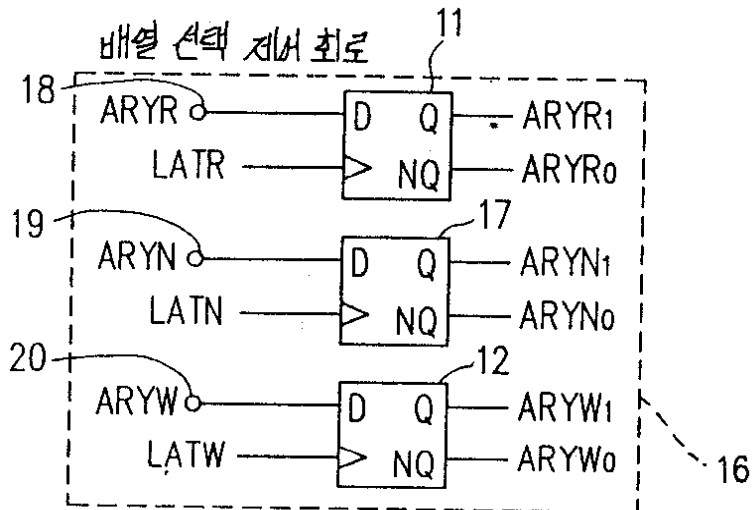 배열 선택 제어 회로
11
18
ARYR D Q ARYR1
LATR NQ ARYR0
19
17
ARYN D Q ARYN1
LATN NQ ARYN0
20
12
ARYW D Q ARYW1
LATW NQ ARYW0
16